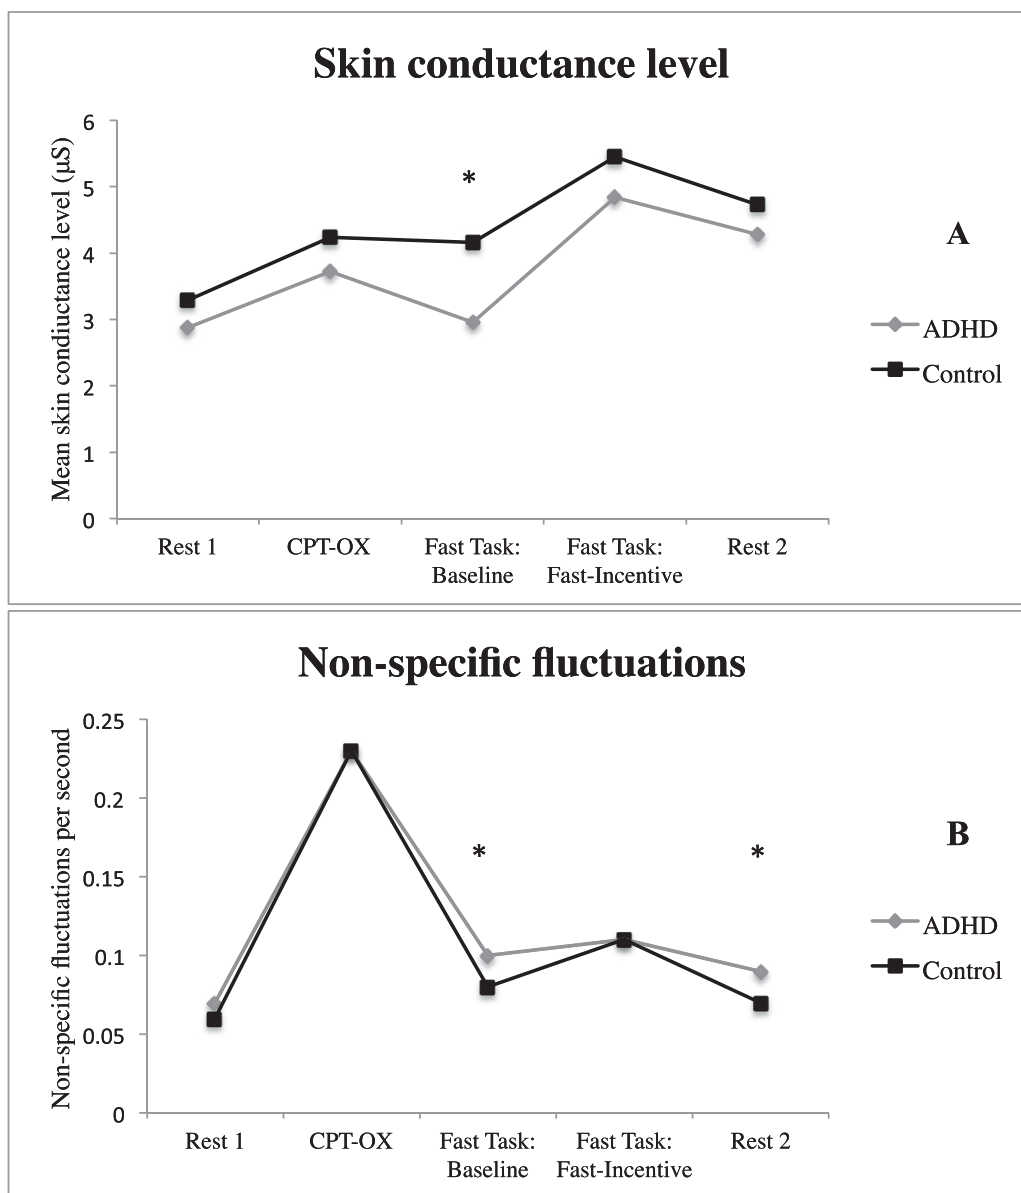 Skin conductance level
Mean skin condiuctance level (μS)
6
5
4
3
2
1
0
*
Rest 1
CPT-OX
Fast Task:
Baseline
Fast Task:
Fast-Incentive
Rest 2
A
ADHD
Control
Non-specific fluctuations
Non-specific fluctuations per second
0.25
0.2
0.15
0.1
0.05
0
*
*
Rest 1
CPT-OX
Fast Task:
Baseline
Fast Task:
Fast-Incentive
Rest 2
B
ADHD
Control